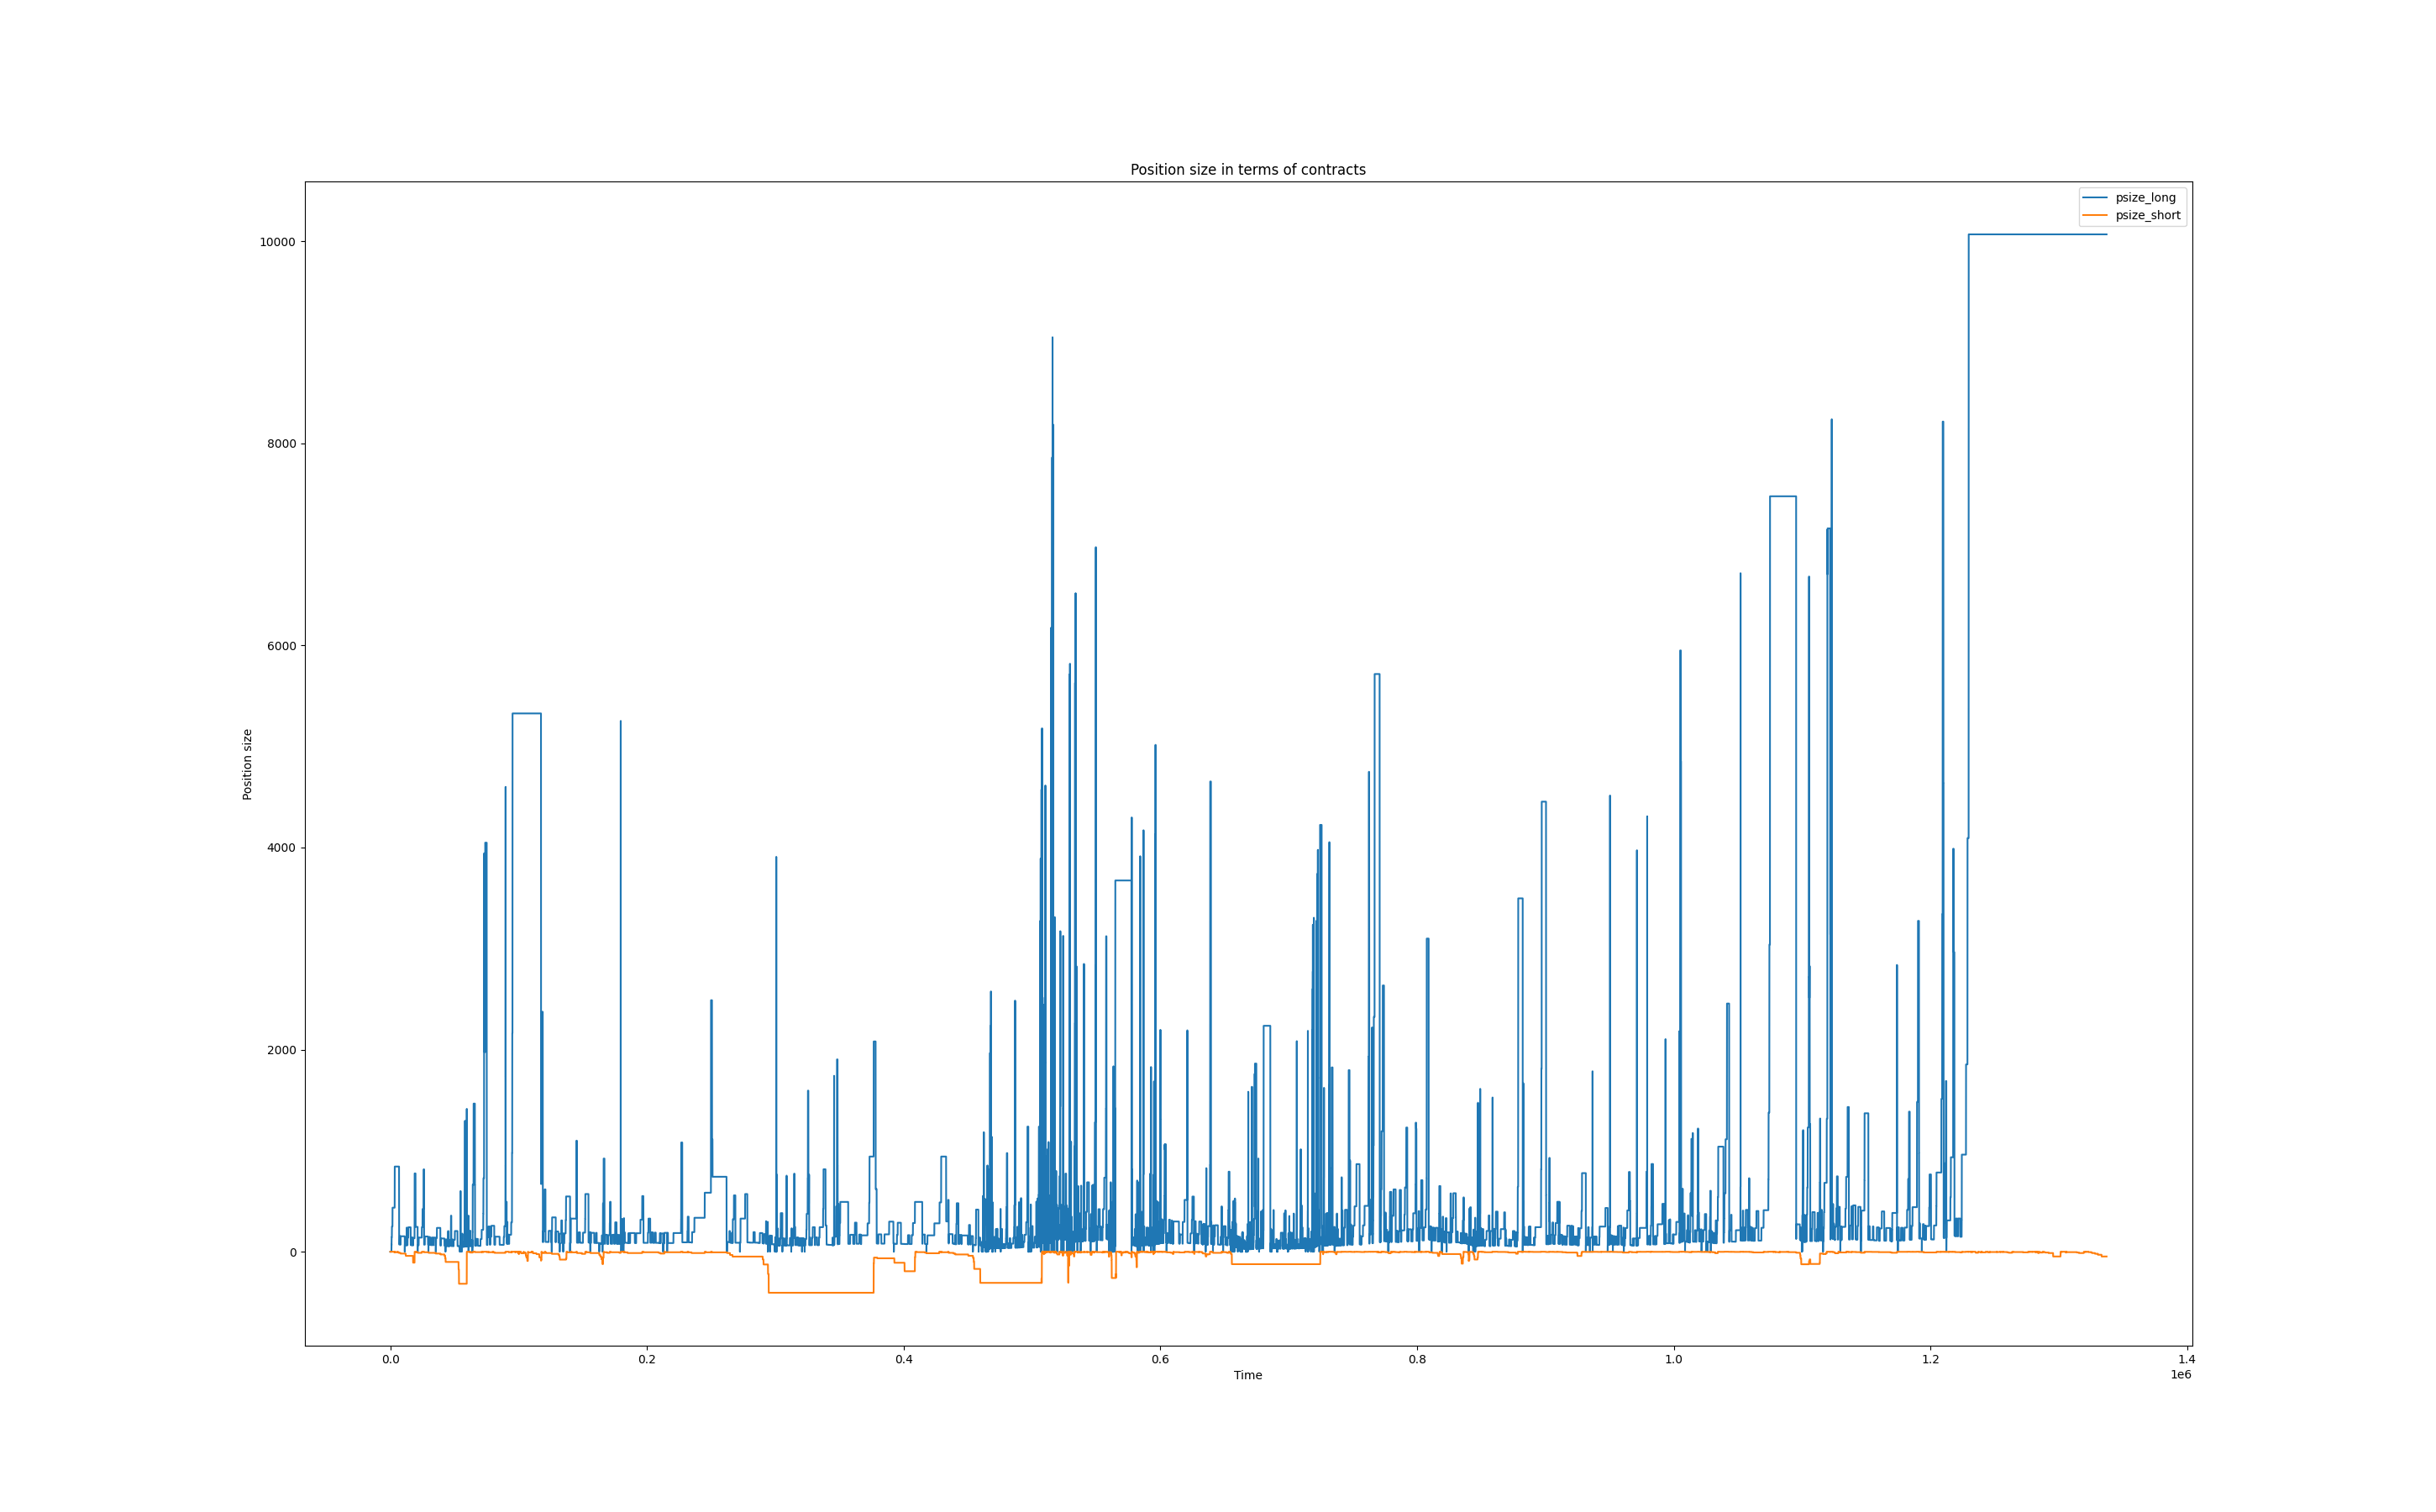 Position size in terms of contracts
psize_long
psize_short
10000
8000
6000
4000
2000
0
Position size
0.0 0.2 0.4 0.6 0.8 1.0 1.2 1.4
Time
1e6